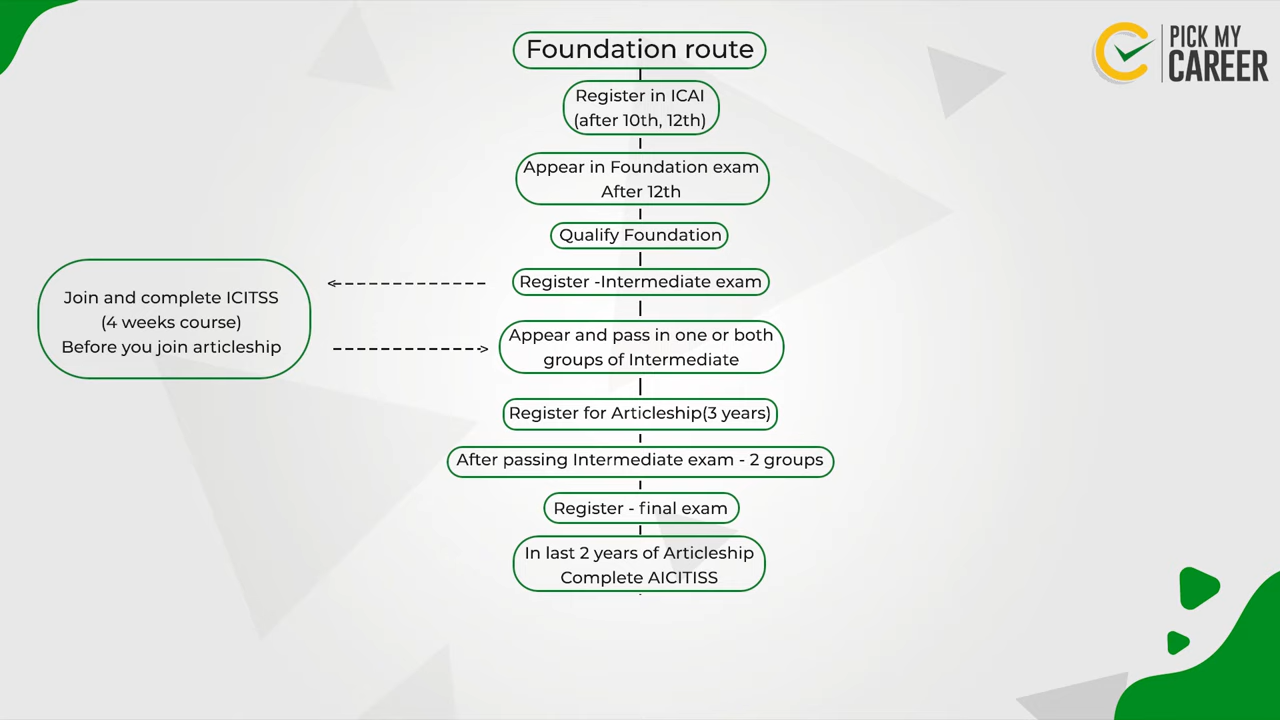 Foundation route
PICK MY
CAREER
Register in ICAI
(after 10th, 12th)
Appear in Foundation exam
After 12th
Qualify Foundation
Register -Intermediate exam
Join and complete ICITSS
(4 weeks course)
Before you join articleship
Appear and pass in one or both
groups of Intermediate
Register for Articleship(3 years)
After passing Intermediate exam - 2 groups
Register - final exam
In last 2 years of Articleship
Complete AICITISS